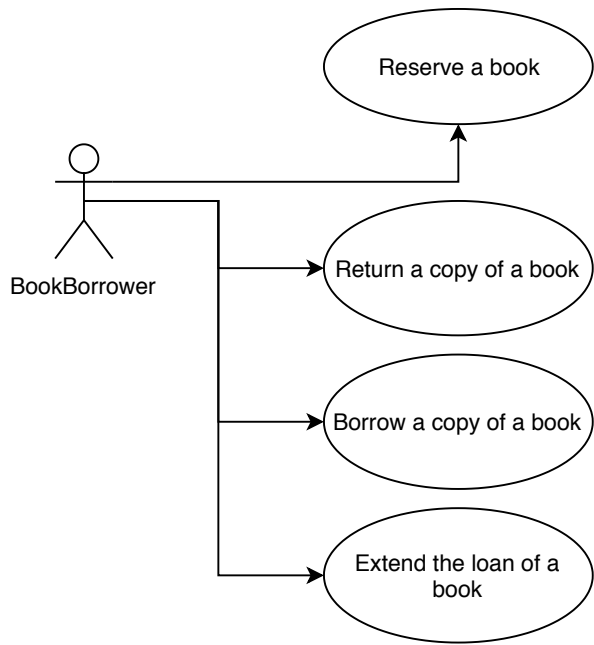 Reserve a book
BookBorrower
Return a copy of a book
Borrow a copy of a book
Extend the loan of a
book